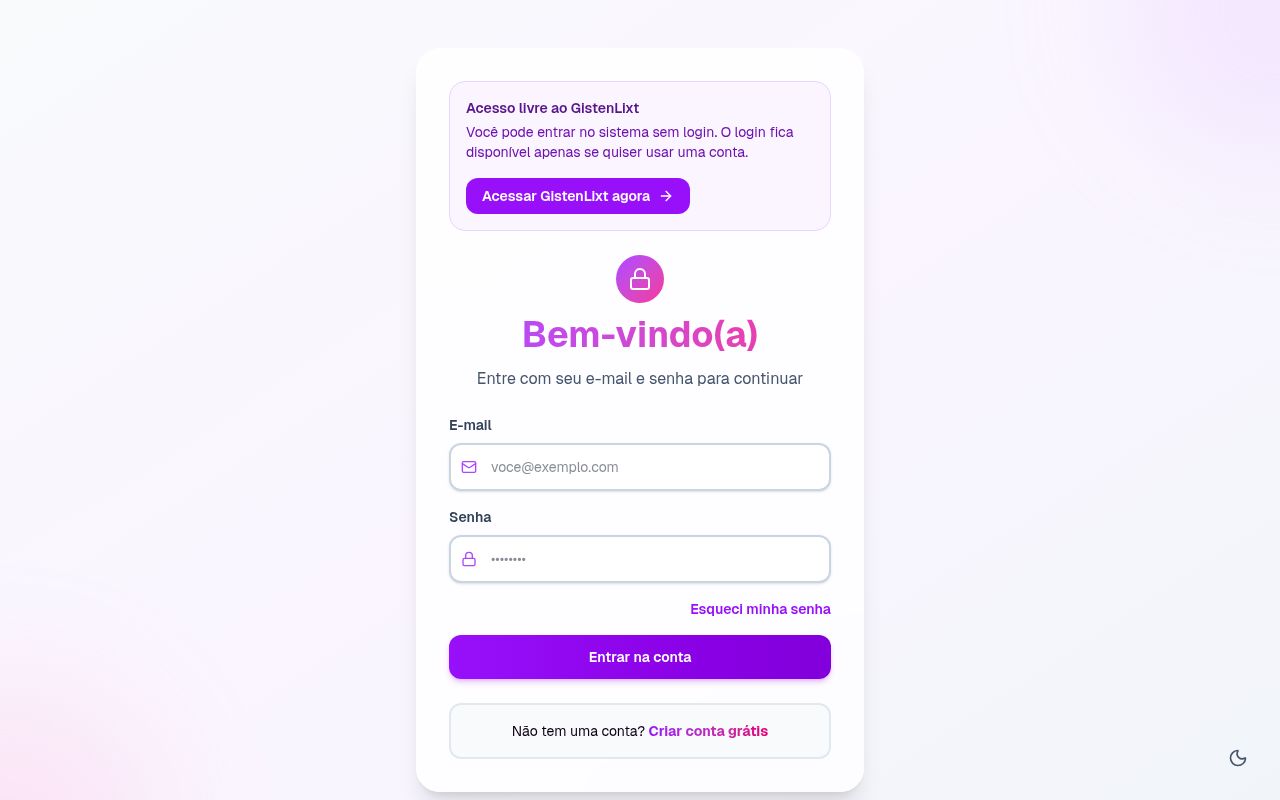 Acesso livre ao GistenLixt
Você pode entrar no sistema sem login. O login fica
disponível apenas se quiser usar uma conta.
Acessar GistenLixt agora
Bem-vindo(a)
Entre com seu e-mail e senha para continuar
E-mail
voce@exemplo.com
Senha
••••••••
Esqueci minha senha
Entrar na conta
Não tem uma conta? Criar conta grátis